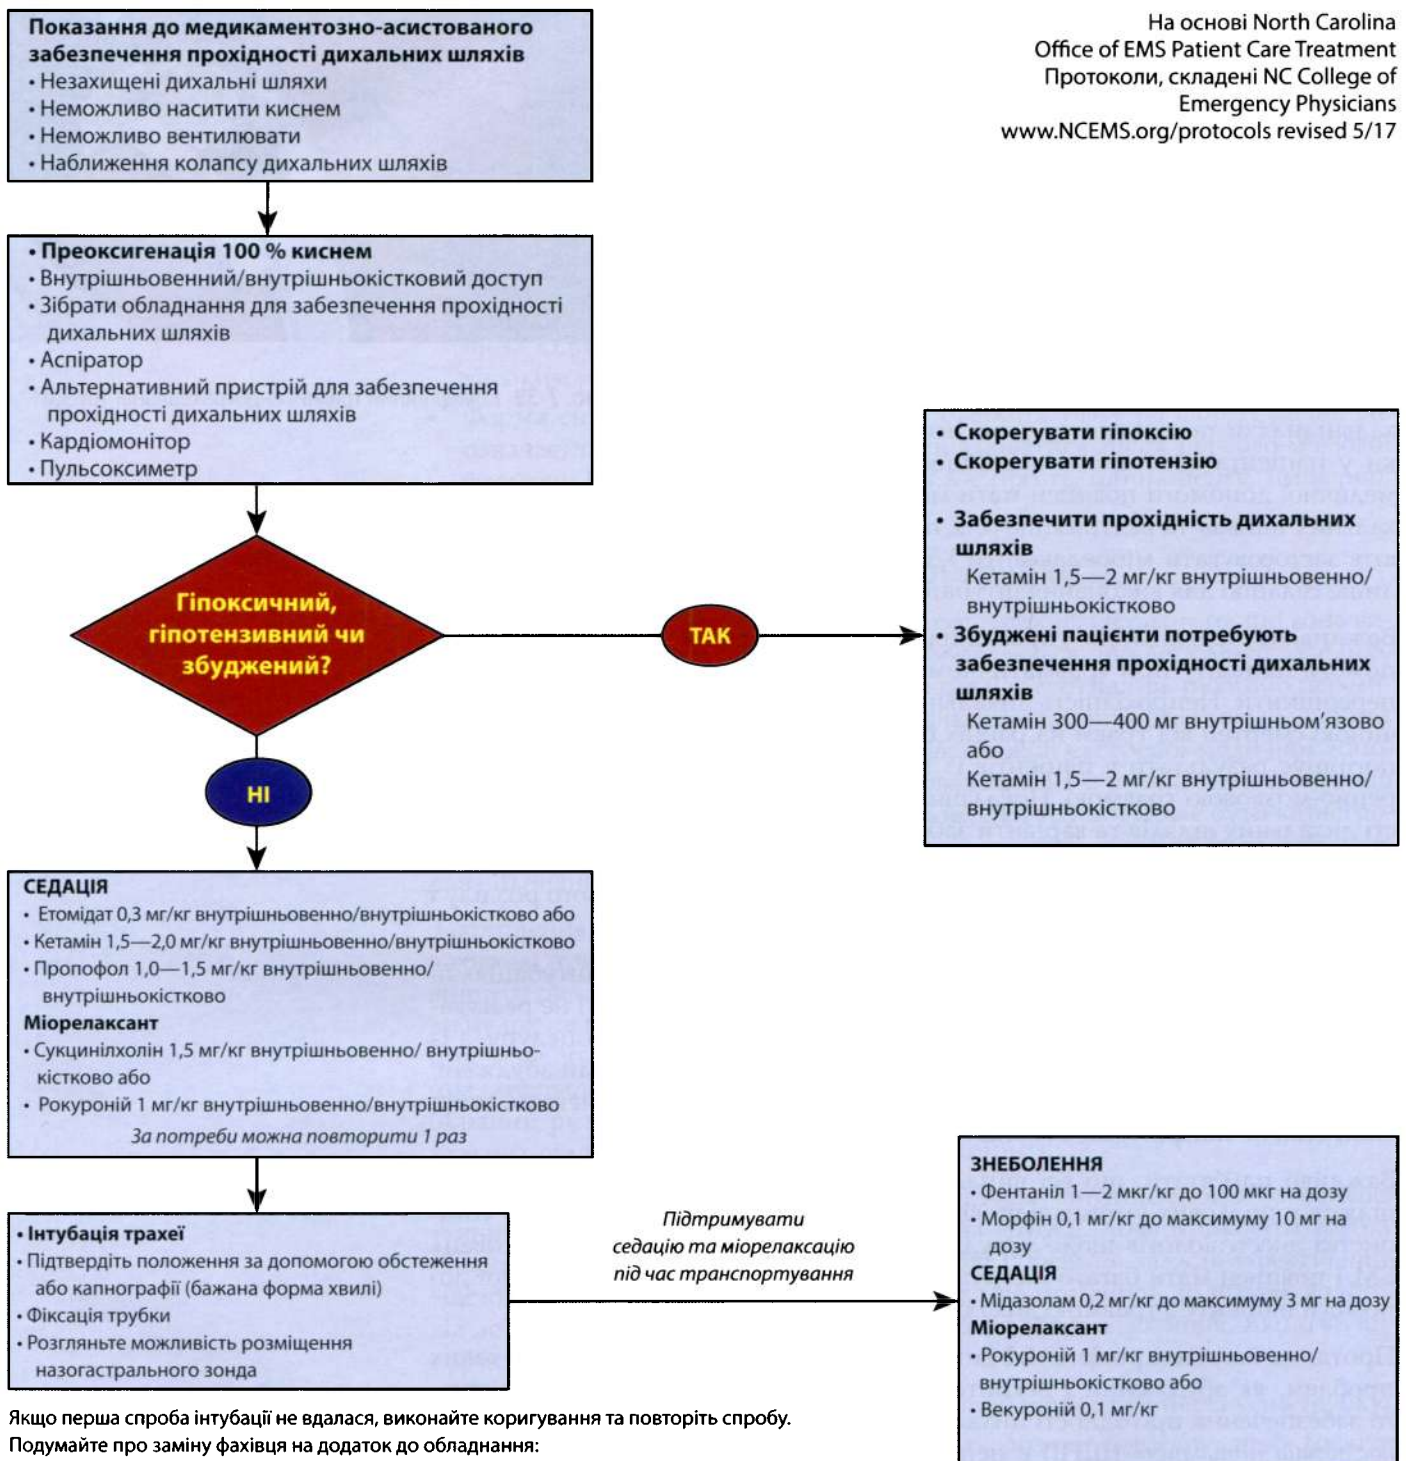 Показання до медикаментозно-асистованого
забезпечення прохідності дихальних шляхів
• Незахищені дихальні шляхи
• Неможливо наситити киснем
• Неможливо вентилювати
• Наближення колапсу дихальних шляхів
На основі North Carolina
Office of EMS Patient Care Treatment
Протоколи, складені NC College of
Emergency Physicians
www.NCEMS.org/protocols revised 5/17
• Преоксигенація 100 % киснем
• Внутрішньовенний/внутрішньокістковий доступ
• Зібрати обладнання для забезпечення прохідності
дихальних шляхів
• Аспіратор
• Альтернативний пристрій для забезпечення
прохідності дихальних шляхів
• Кардіомонітор
• Пульсоксиметр
Гіпоксичний,
гіпотензивний чи
збуджений?
ТАК
• Скорегувати гіпоксію
• Скорегувати гіпотензію
• Забезпечити прохідність дихальних
шляхів
Кетамін 1,5—2 мг/кг внутрішньовенно/
внутрішньокістково
• Збуджені пацієнти потребують
забезпечення прохідності дихальних
шляхів
Кетамін 300—400 мг внутрішньом'язово
або
Кетамін 1,5—2 мг/кг внутрішньовенно/
внутрішньокістково
НІ
СЕДАЦІЯ
• Етомідат 0,3 мг/кг внутрішньовенно/внутрішньокістково або
• Кетамін 1,5—2,0 мг/кг внутрішньовенно/внутрішньокістково
• Пропофол 1,0—1,5 мг/кг внутрішньовенно/
внутрішньокістково
Міорелаксант
• Сукцинілхолін 1,5 мг/кг внутрішньовенно/ внутрішньо-
кістково або
• Рокуроній 1 мг/кг внутрішньовенно/внутрішньокістково
За потреби можна повторити 1 раз
• Інтубація трахеї
• Підтвердіть положення за допомогою обстеження
або капнографії (бажана форма хвилі)
• Фіксація трубки
• Розгляньте можливість розміщення
назогастрального зонда
Підтримувати
седацію та міорелаксацію
під час транспортування
ЗНЕБОЛЕННЯ
• Фентаніл 1—2 мкг/кг до 100 мкг на дозу
• Морфін 0,1 мг/кг до максимуму 10 мг на
дозу
СЕДАЦІЯ
• Мідазолам 0,2 мг/кг до максимуму 3 мг на дозу
Міорелаксант
• Рокуроній 1 мг/кг внутрішньовенно/
внутрішньокістково або
• Векуроній 0,1 мг/кг
Якщо перша спроба інтубації не вдалася, виконайте коригування та повторіть спробу.
Подумайте про заміну фахівця на додаток до обладнання: